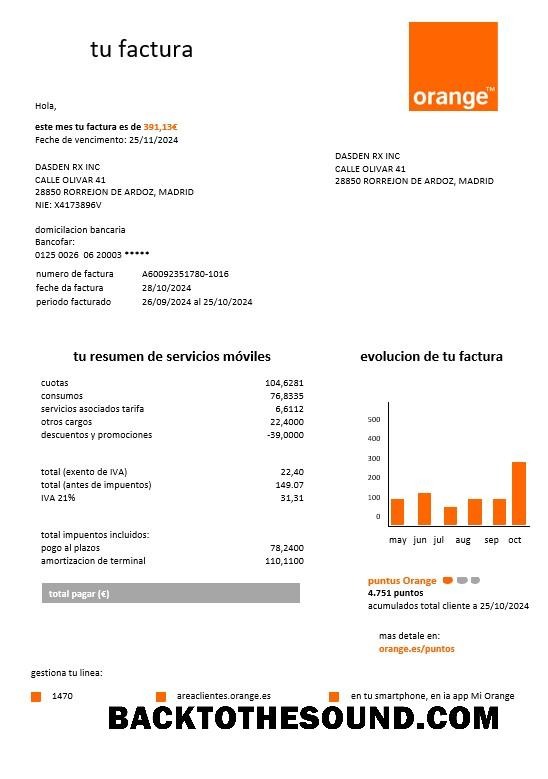 tu factura
orange™
Hola,
este mes tu factura es de 391,13€
Feche de vencimento: 25/11/2024
DASDEN RX INC
CALLE OLIVAR 41
28850 RORREJON DE ARDOZ, MADRID
NIE: X4173896V
DASDEN RX INC
CALLE OLIVAR 41
28850 RORREJON DE ARDOZ, MADRID
domicilacion bancaria
Bancofar:
0125 0026 06 20003 *****
numero de factura A60092351780-1016
feche da factura 28/10/2024
periodo facturado 26/09/2024 al 25/10/2024
tu resumen de servicios móviles
cuotas 104,6281
consumos 76,8335
servicios asociados tarifa 6,6112
otros cargos 22,4000
descuentos y promociones -39,0000
total (exento de IVA) 22,40
total (antes de impuentos) 149.07
IVA 21% 31,31
total impuntos incluidos:
pogo al plazos 78,2400
amortizacion de terminal 110,1100
total pagar (€)
evolucion de tu factura
500
400
300
200
100
0
may jun jul aug sep oct
puntus Orange
4.751 puntos
acumulados total cliente a 25/10/2024
mas detale en:
orange.es/puntos
gestiona tu linea:
1470 areaclientes.orange.es en tu smartphone, en ia app Mi Orange
BACKTOTHESOUND.COM